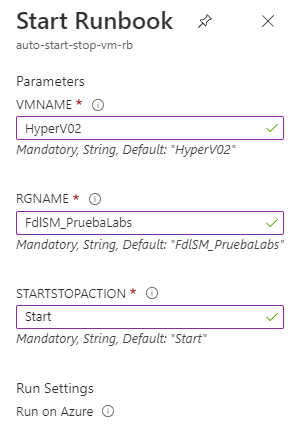 Start Runbook
auto-start-stop-vm-rb
Parameters
VMNAME *
HyperV02
Mandatory, String, Default: "HyperV02"
RGNAME *
FdlSM_PruebaLabs
Mandatory, String, Default: "FdlSM_PruebaLabs"
STARTSTOPACTION *
Start
Mandatory, String, Default: "Start"
Run Settings
Run on Azure